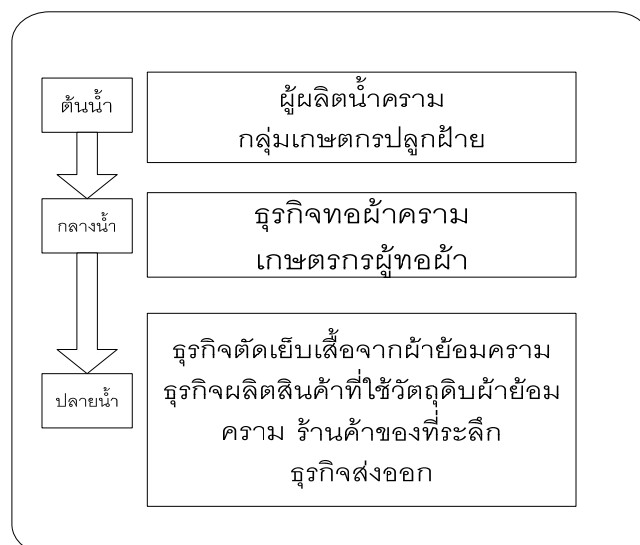 ต้นน้ำ
ผู้ผลิตน้ำคราม
กลุ่มเกษตกรปลูกฝ้าย
กลางน้ำ
ธุรกิจทอผ้าคราม
เกษตรกรผู้ทอผ้า
ปลายน้ำ
ธุรกิจตัดเย็บเสื้อจากผ้าย้อมคราม
ธุรกิจผลิตสินค้าที่ใช้วัตถุดิบผ้าย้อม
คราม ร้านค้าของที่ระลึก
ธุรกิจส่งออก